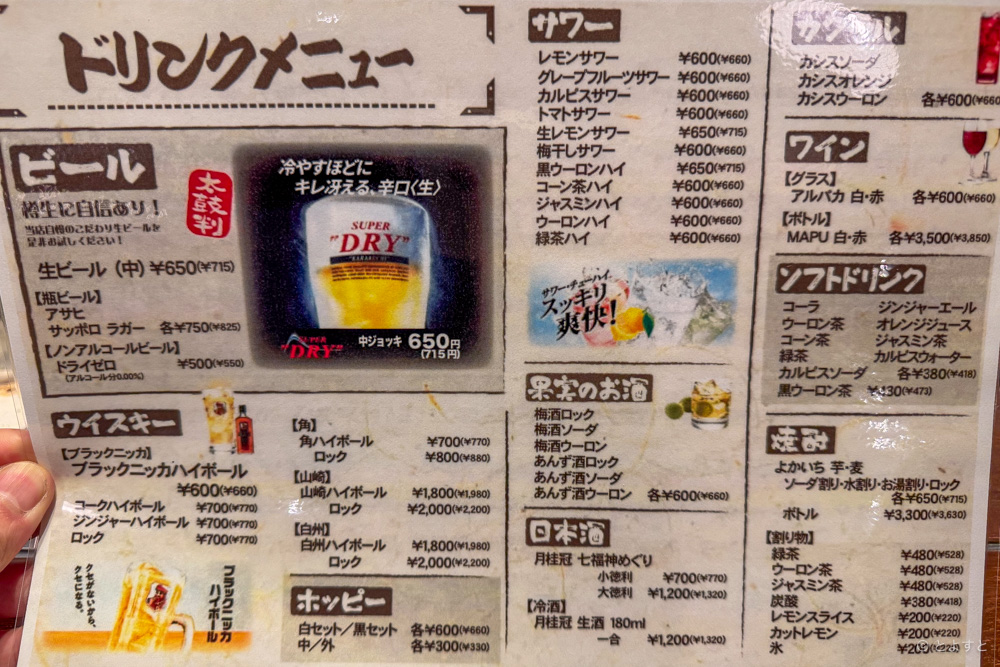 ドリンクメニュー
ビール
樽生に自信あり！
当店自慢のこだわり生ビールを
是非お試しください！
太鼓判
生ビール（中）¥650(¥715)
【瓶ビール】
アサヒ
サッポロ ラガー 各¥750(¥825)
【ノンアルコールビール】
ドライゼロ ¥500(¥550)
(アルコール分0.00%)
冷やすほどに
キレ冴える、辛口〈生〉
SUPER
"DRY"
SUPER
"DRY"
中ジョッキ 650円
(715円)
ウイスキー
【ブラックニッカ】
ブラックニッカハイボール
¥600(¥660)
コークハイボール ¥700(¥770)
ジンジャーハイボール ¥700(¥770)
ロック ¥700(¥770)
クセがないから、
クセになる。
ブラックニッカ
ハイボール
【角】
角ハイボール ¥700(¥770)
ロック ¥800(¥880)
【山崎】
山崎ハイボール ¥1,800(¥1,980)
ロック ¥2,000(¥2,200)
【白州】
白州ハイボール ¥1,800(¥1,980)
ロック ¥2,000(¥2,200)
ホッピー
白セット／黒セット 各¥600(¥660)
中／外 各¥300(¥330)
サワー
レモンサワー ¥600(¥660)
グレープフルーツサワー ¥600(¥660)
カルピスサワー ¥600(¥660)
トマトサワー ¥600(¥660)
生レモンサワー ¥650(¥715)
梅干しサワー ¥600(¥660)
黒ウーロンハイ ¥650(¥715)
コーン茶ハイ ¥600(¥660)
ジャスミンハイ ¥600(¥660)
ウーロンハイ ¥600(¥660)
緑茶ハイ ¥600(¥660)
サワー・チューハイ
スッキリ
爽快！
果実のお酒
梅酒ロック
梅酒ソーダ
梅酒ウーロン
あんず酒ロック
あんず酒ソーダ
あんず酒ウーロン 各¥600(¥660)
日本酒
月桂冠 七福神めぐり
小徳利 ¥700(¥770)
大徳利 ¥1,200(¥1,320)
【冷酒】
月桂冠 生酒 180ml
一合 ¥1,200(¥1,320)
カクテル
カシスソーダ
カシスオレンジ
カシスウーロン 各¥600(¥660
ワイン
【グラス】
アルパカ 白・赤 各¥600(¥660)
【ボトル】
MAPU 白・赤 各¥3,500(¥3,850)
ソフトドリンク
コーラ ジンジャーエール
ウーロン茶 オレンジジュース
コーン茶 ジャスミン茶
緑茶 カルピスウォーター
カルピスソーダ 各¥380(¥418)
黒ウーロン茶 ¥430(¥473)
焼酎
よかいち 芋・麦
ソーダ割り・水割り・お湯割り・ロック
各¥650(¥715)
ボトル ¥3,300(¥3,630)
【割り物】
緑茶 ¥480(¥528)
ウーロン茶 ¥480(¥528)
ジャスミン茶 ¥480(¥528)
炭酸 ¥380(¥418)
レモンスライス ¥200(¥220)
カットレモン ¥200(¥220)
氷 ¥200(¥220)